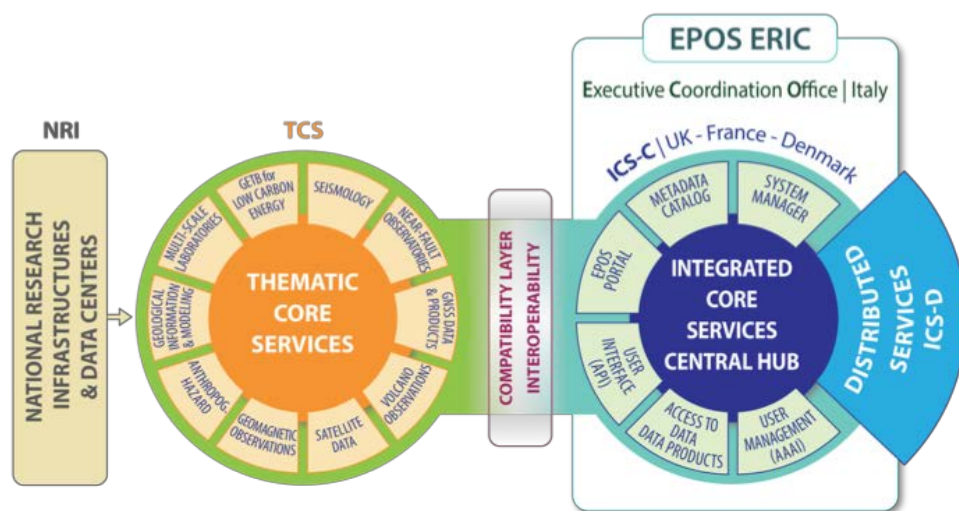 EPOS ERIC
Executive Coordination Office | Italy
NRI
NATIONAL RESEARCH
INFRASTRUCTURES
& DATA CENTERS
TCS
THEMATIC
CORE
SERVICES
SEISMOLOGY
NEAR-FAULT
OBSERVATORIES
GNSS DATA
& PRODUCTS
VOLCANO
OBSERVATIONS
SATELLITE
DATA
GEOMAGNETIC
OBSERVATIONS
ANTHROPOG.
HAZARD
GEOLOGICAL
INFORMATION
& MODELING
MULTI-SCALE
LABORATORIES
GETB for
LOW CARBON
ENERGY
COMPATIBILITY LAYER
INTEROPERABILITY
ICS-C | UK - France - Denmark
INTEGRATED
CORE
SERVICES
CENTRAL HUB
METADATA
CATALOG
SYSTEM
MANAGER
EPOS
PORTAL
USER
INTERFACE
(API)
ACCESS TO
DATA
DATA PRODUCTS
USER
MANAGEMENT
(AAAI)
DISTRIBUTED
SERVICES
ICS-D